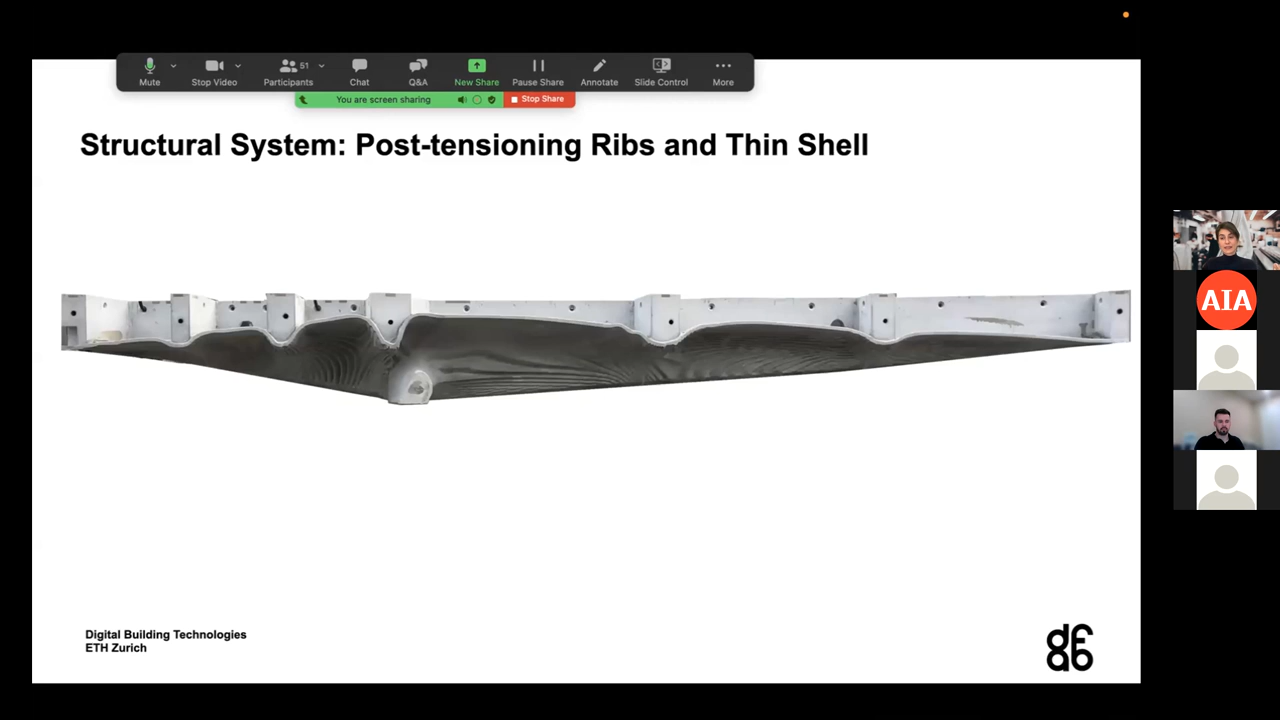 51
Mute
Stop Video
Participants
Chat
Q&A
New Share
Pause Share
Annotate
Slide Control
More
You are screen sharing
Stop Share
Structural System: Post-tensioning Ribs and Thin Shell
AIA
Digital Building Technologies
ETH Zurich
dfab